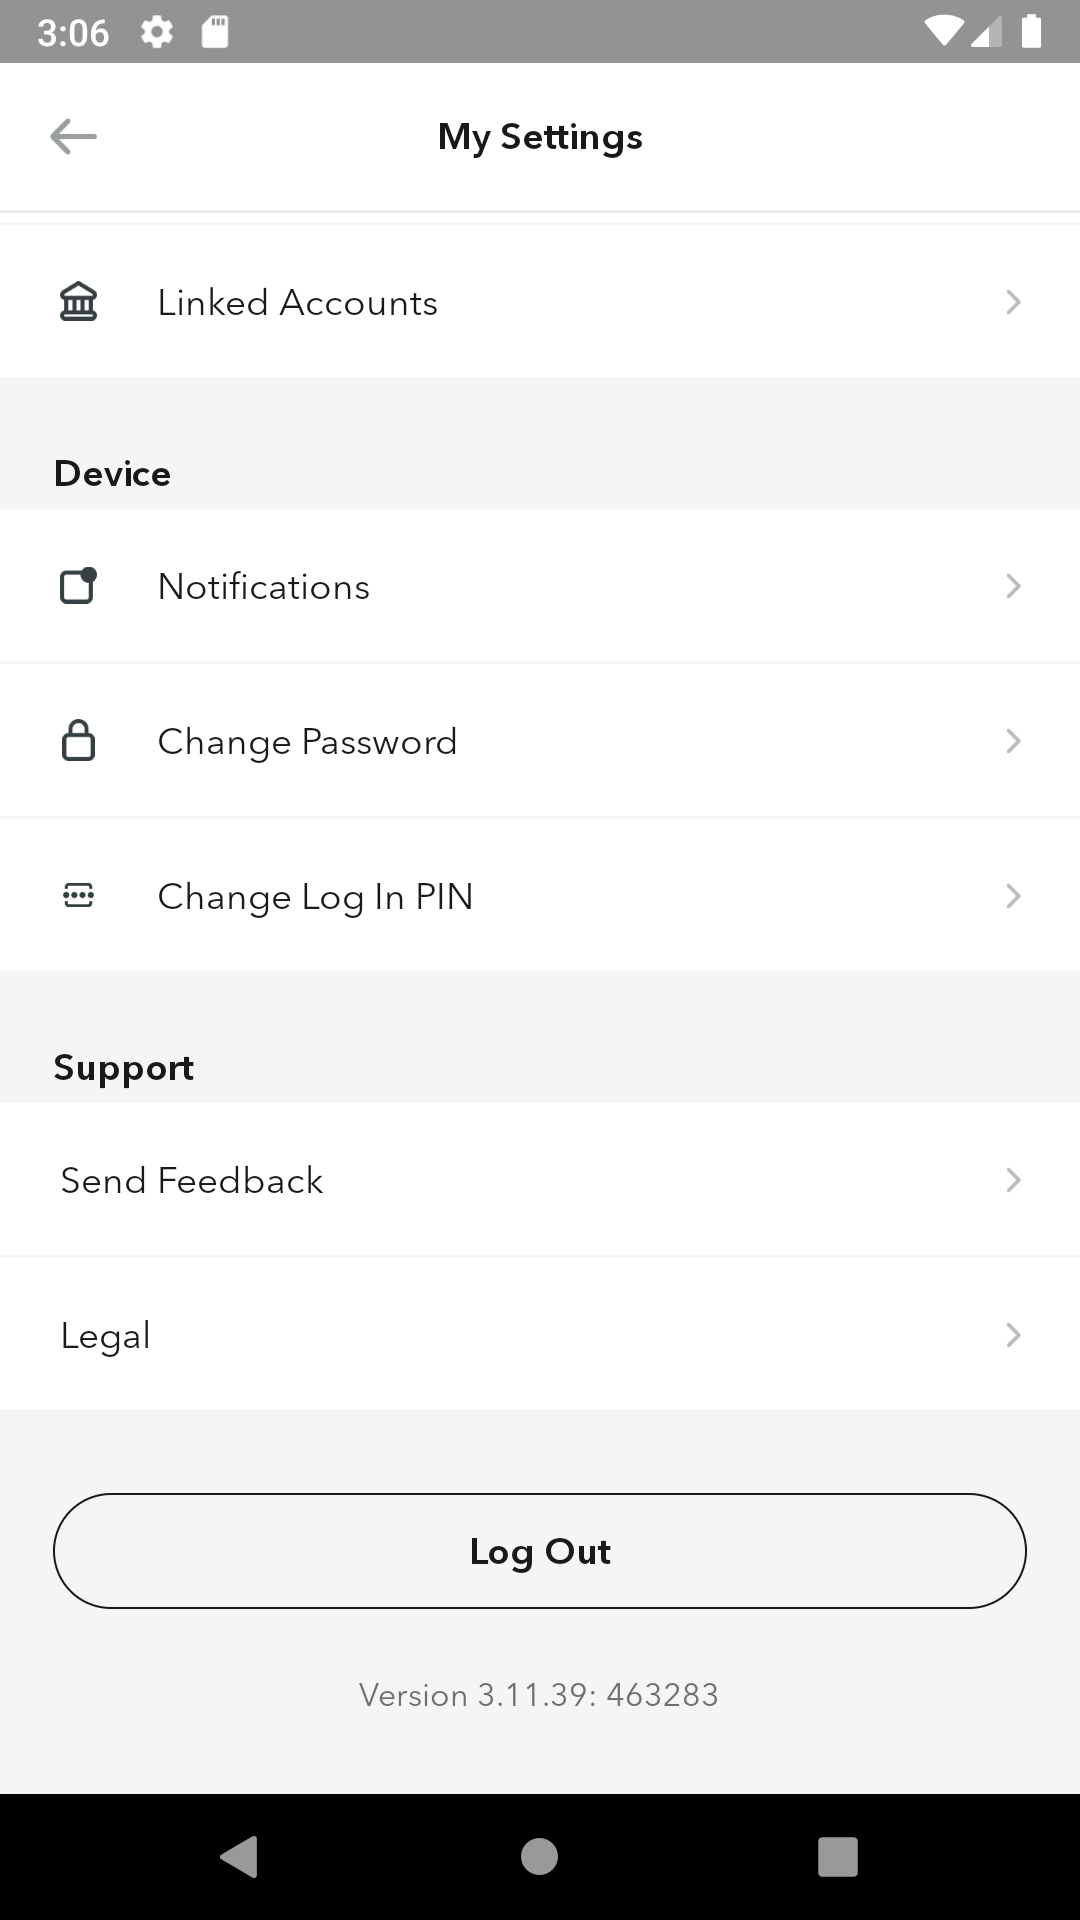 3:06
My Settings
Linked Accounts
Device
Notifications
Change Password
Change Log In PIN
Support
Send Feedback
Legal
Log Out
Version 3.11.39: 463283